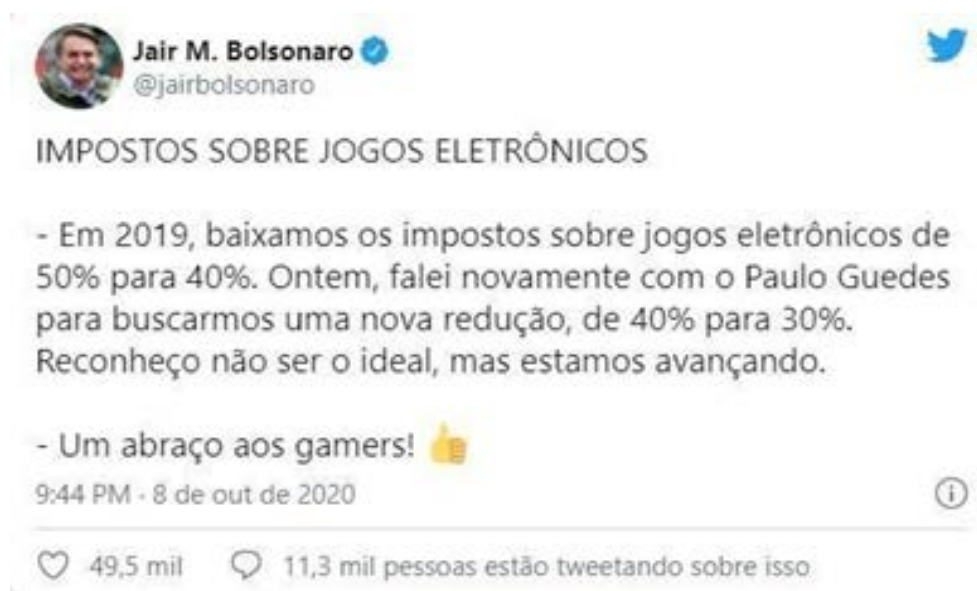 Jair M. Bolsonaro
@jairbolsonaro
IMPOSTOS SOBRE JOGOS ELETRÔNICOS
- Em 2019, baixamos os impostos sobre jogos eletrônicos de
50% para 40%. Ontem, falei novamente com o Paulo Guedes
para buscarmos uma nova redução, de 40% para 30%.
Reconheço não ser o ideal, mas estamos avançando.
- Um abraço aos gamers! 👍
9:44 PM · 8 de out de 2020
49,5 mil 11,3 mil pessoas estão tweetando sobre isso